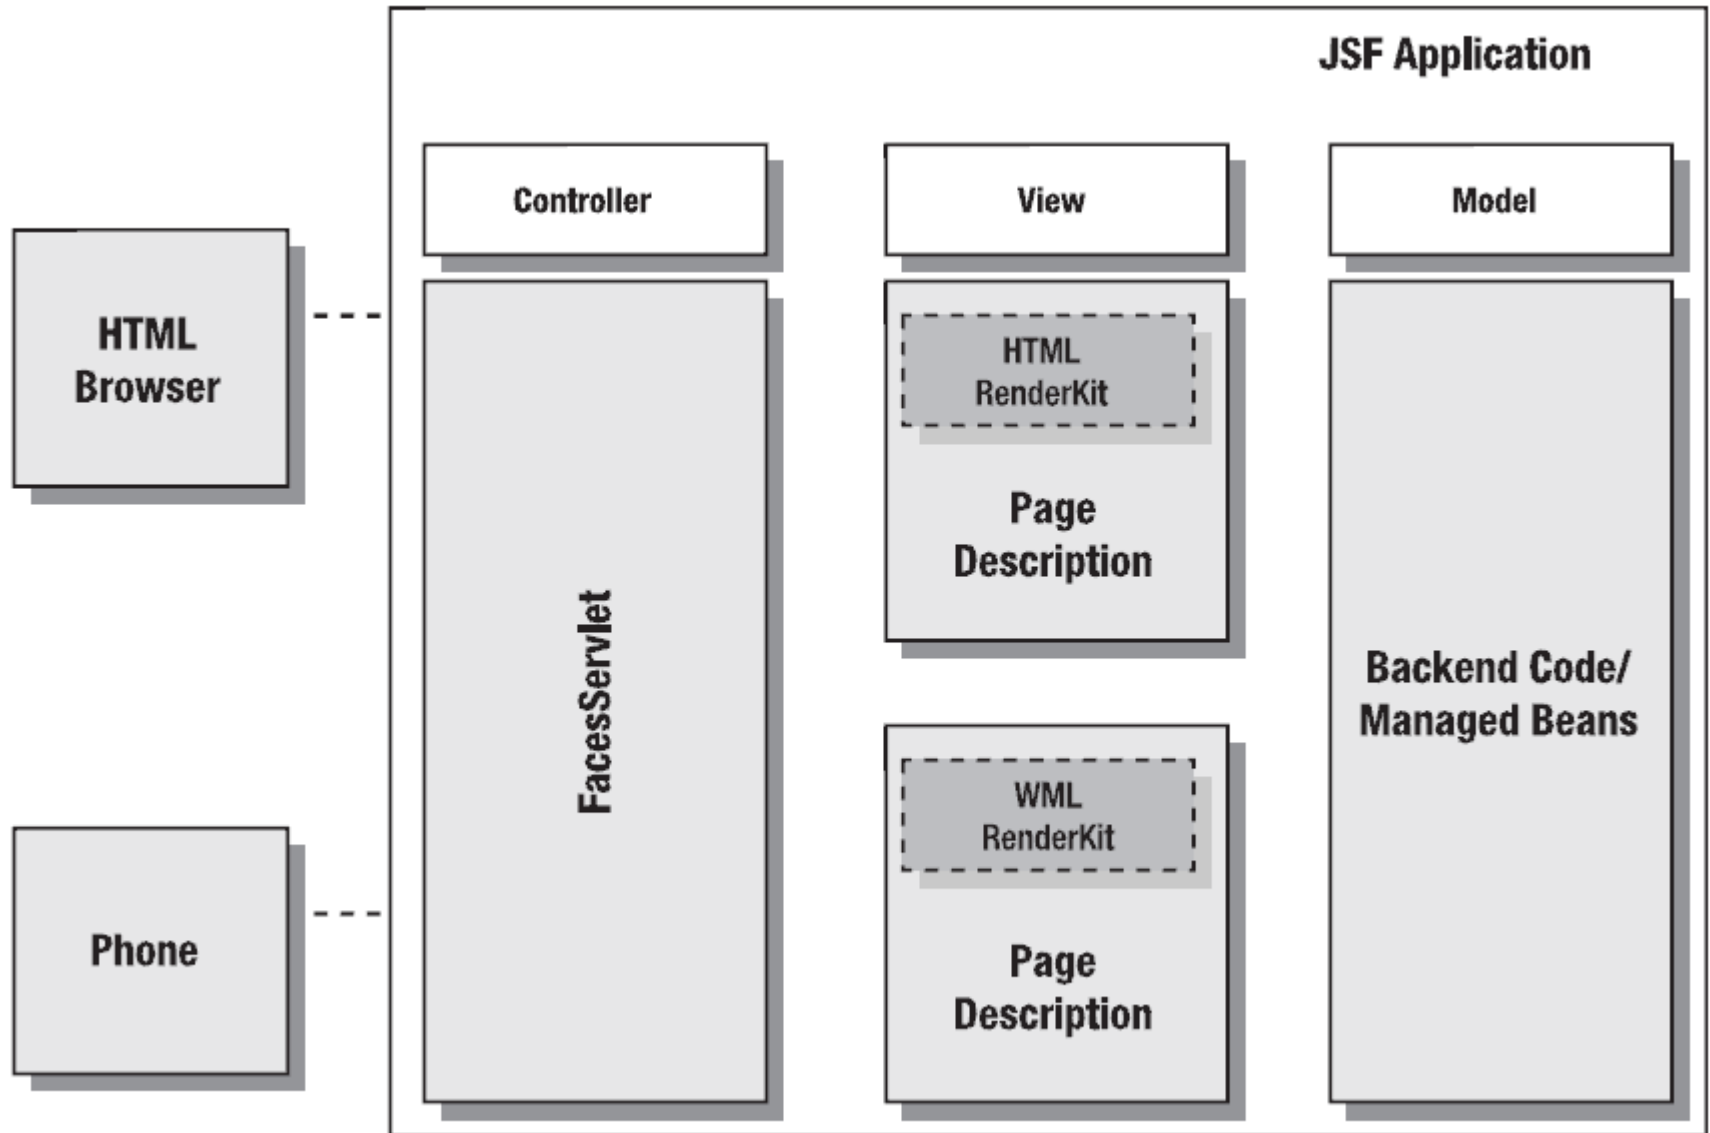 JSF Application
Controller
View
Model
HTML
Browser
HTML
RenderKit
Page
Description
FacesServlet
Backend Code/
Managed Beans
WML
RenderKit
Phone
Page
Description